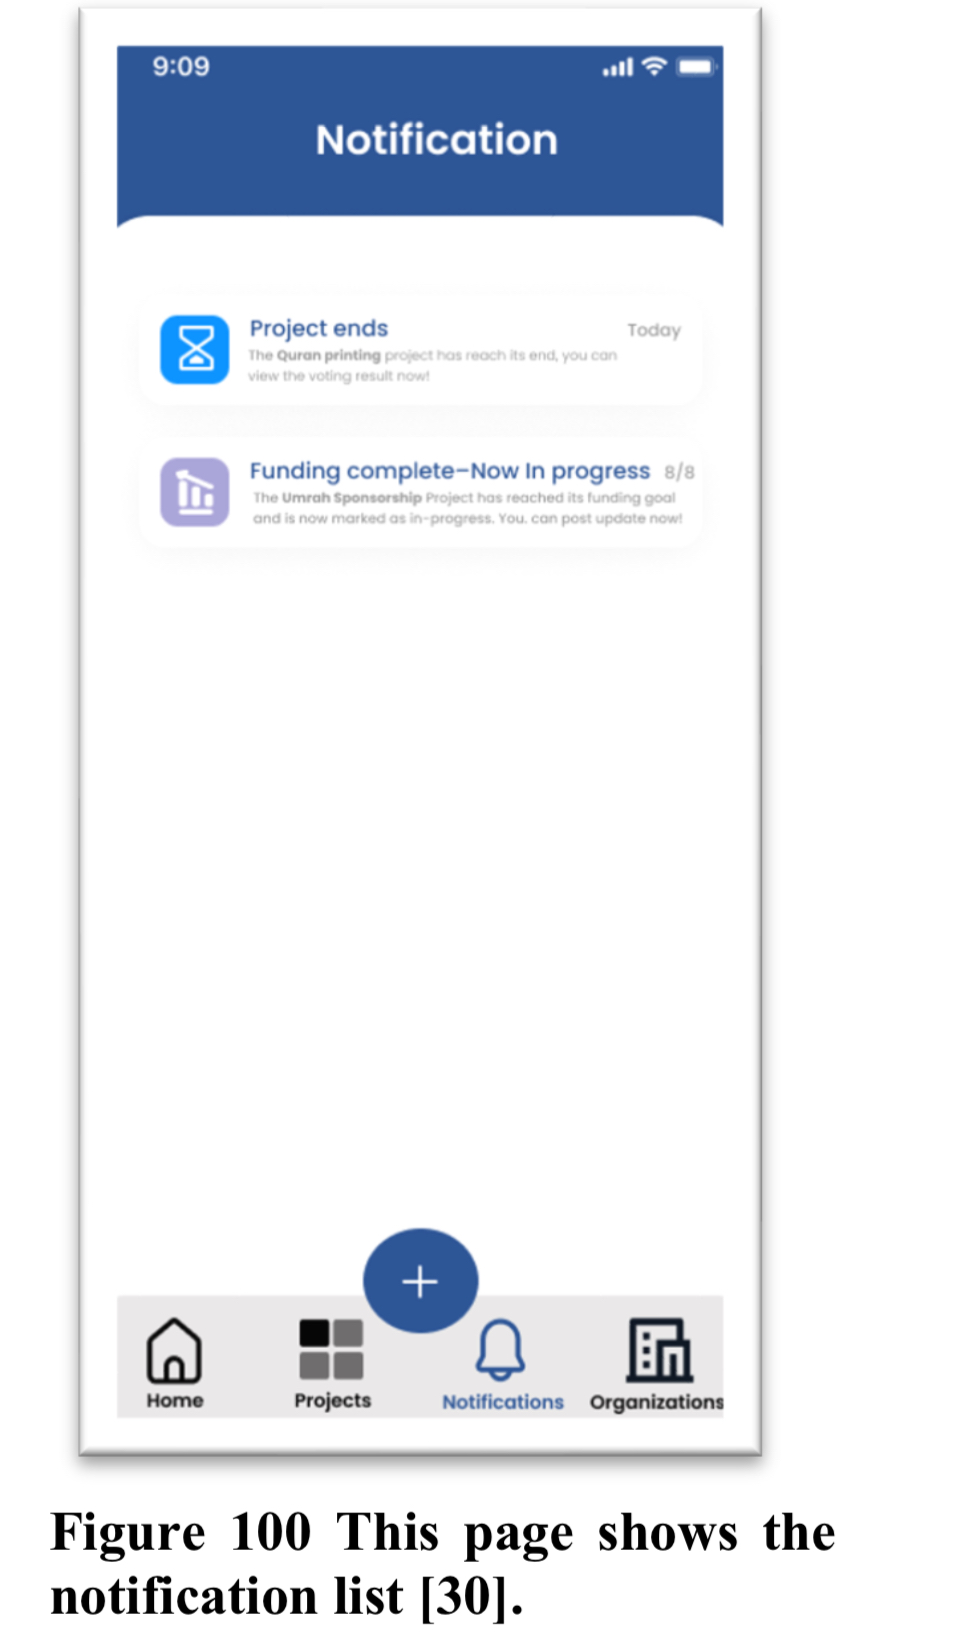 9:09
Notification
Project ends Today
The Quran printing project has reach its end, you can
view the voting result now!
Funding complete–Now In progress 8/8
The Umrah Sponsorship Project has reached its funding goal
and is now marked as in-progress. You. can post update now!
+
Home Projects Notifications Organizations
Figure 100 This page shows the
notification list [30].